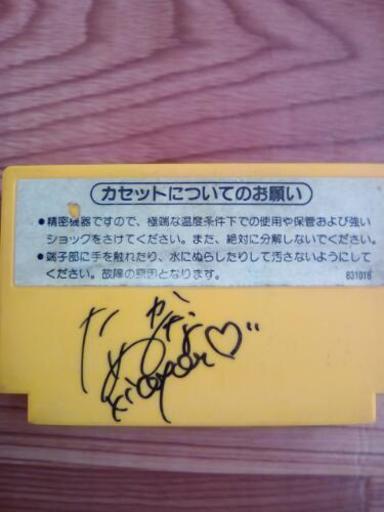 カセットについてのお願い
●精密機器ですので、極端な温度条件下での使用や保管および強い
ショックをさけてください。また、絶対に分解しないでください。
●端子部に手を触れたり、水にぬらしたりして汚さないようにして
ください。故障の原因となります。
831018